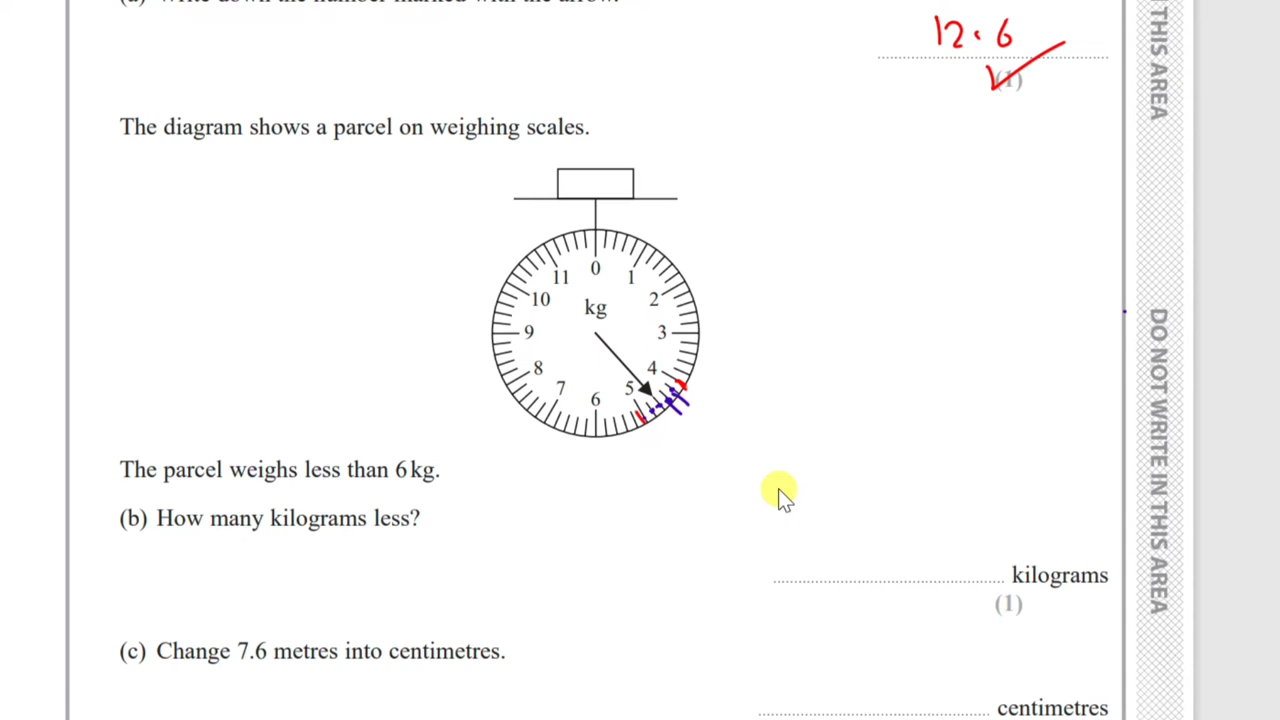 12.6
(1)
The diagram shows a parcel on weighing scales.
0
11 1
10 2
kg
9 3
8 4
7 5
6
The parcel weighs less than 6 kg.
(b) How many kilograms less?
kilograms
(1)
(c) Change 7.6 metres into centimetres.
centimetres
THIS AREA
DO NOT WRITE IN THIS AREA